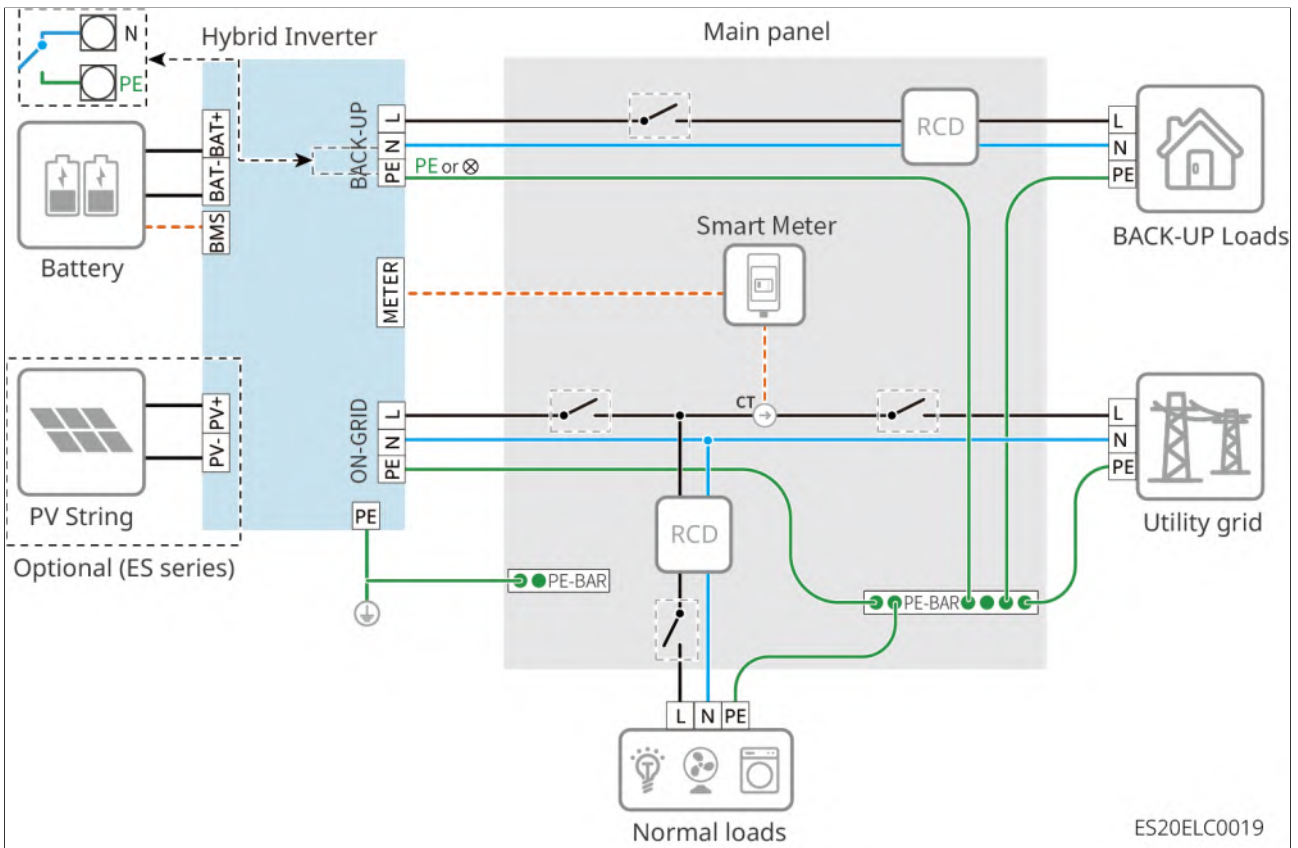 N
PE
Hybrid Inverter
Main panel
BAT+
BAT-
BMS
Battery
BACK-UP
L
N
PE
PE or ⊗
RCD
L
N
PE
BACK-UP Loads
METER
Smart Meter
CT
PV+
PV-
PV String
Optional (ES series)
ON-GRID
L
N
PE
PE
RCD
L
N
PE
Utility grid
PE-BAR
PE-BAR
L N PE
Normal loads
ES20ELC0019